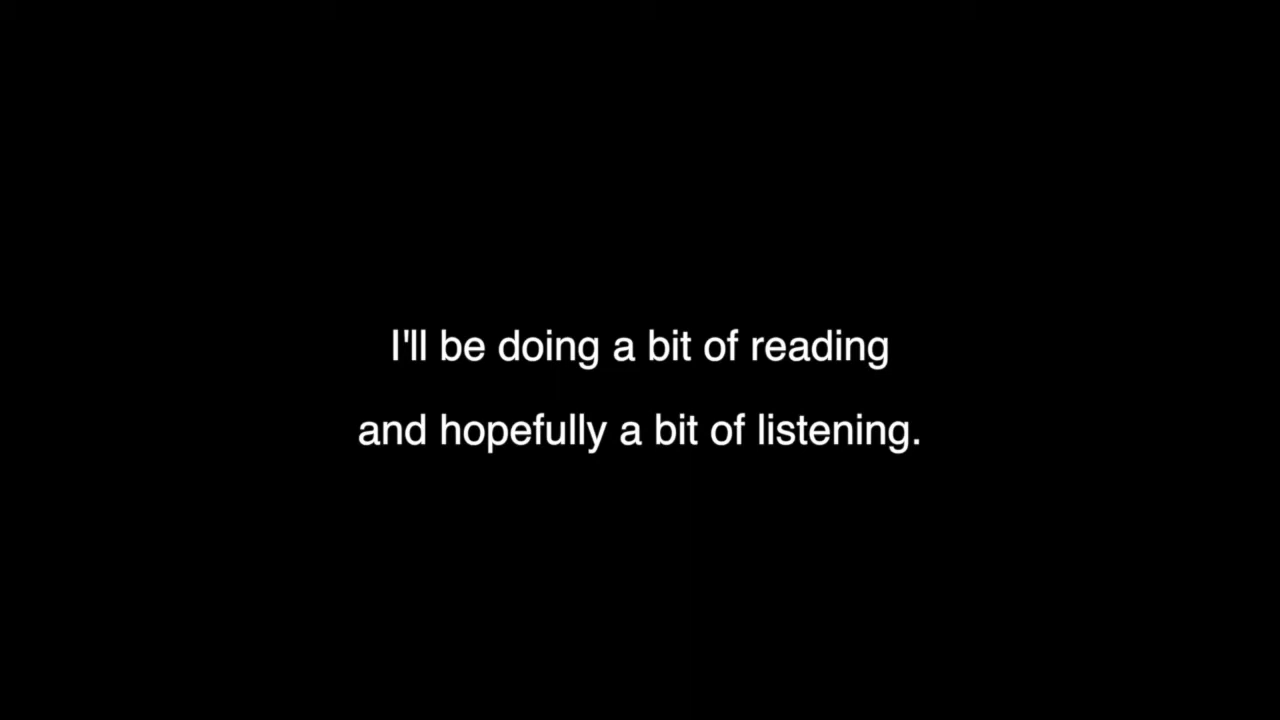 I'll be doing a bit of reading
and hopefully a bit of listening.